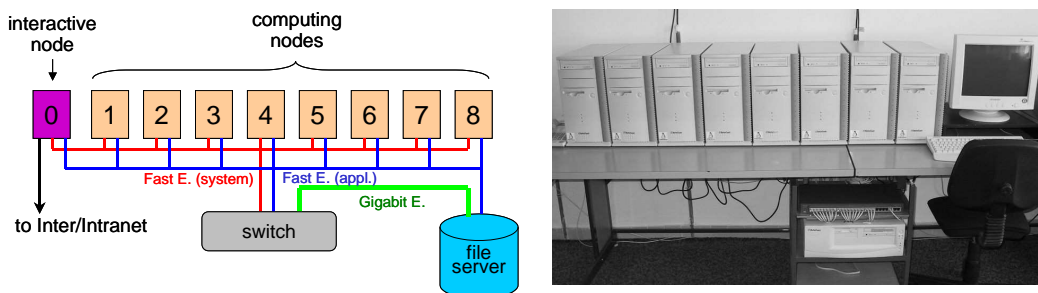 interactive
node
computing
nodes
0
1
2
3
4
5
6
7
8
Fast E. (system)
Fast E. (appl.)
Gigabit E.
to Inter/Intranet
switch
file
server